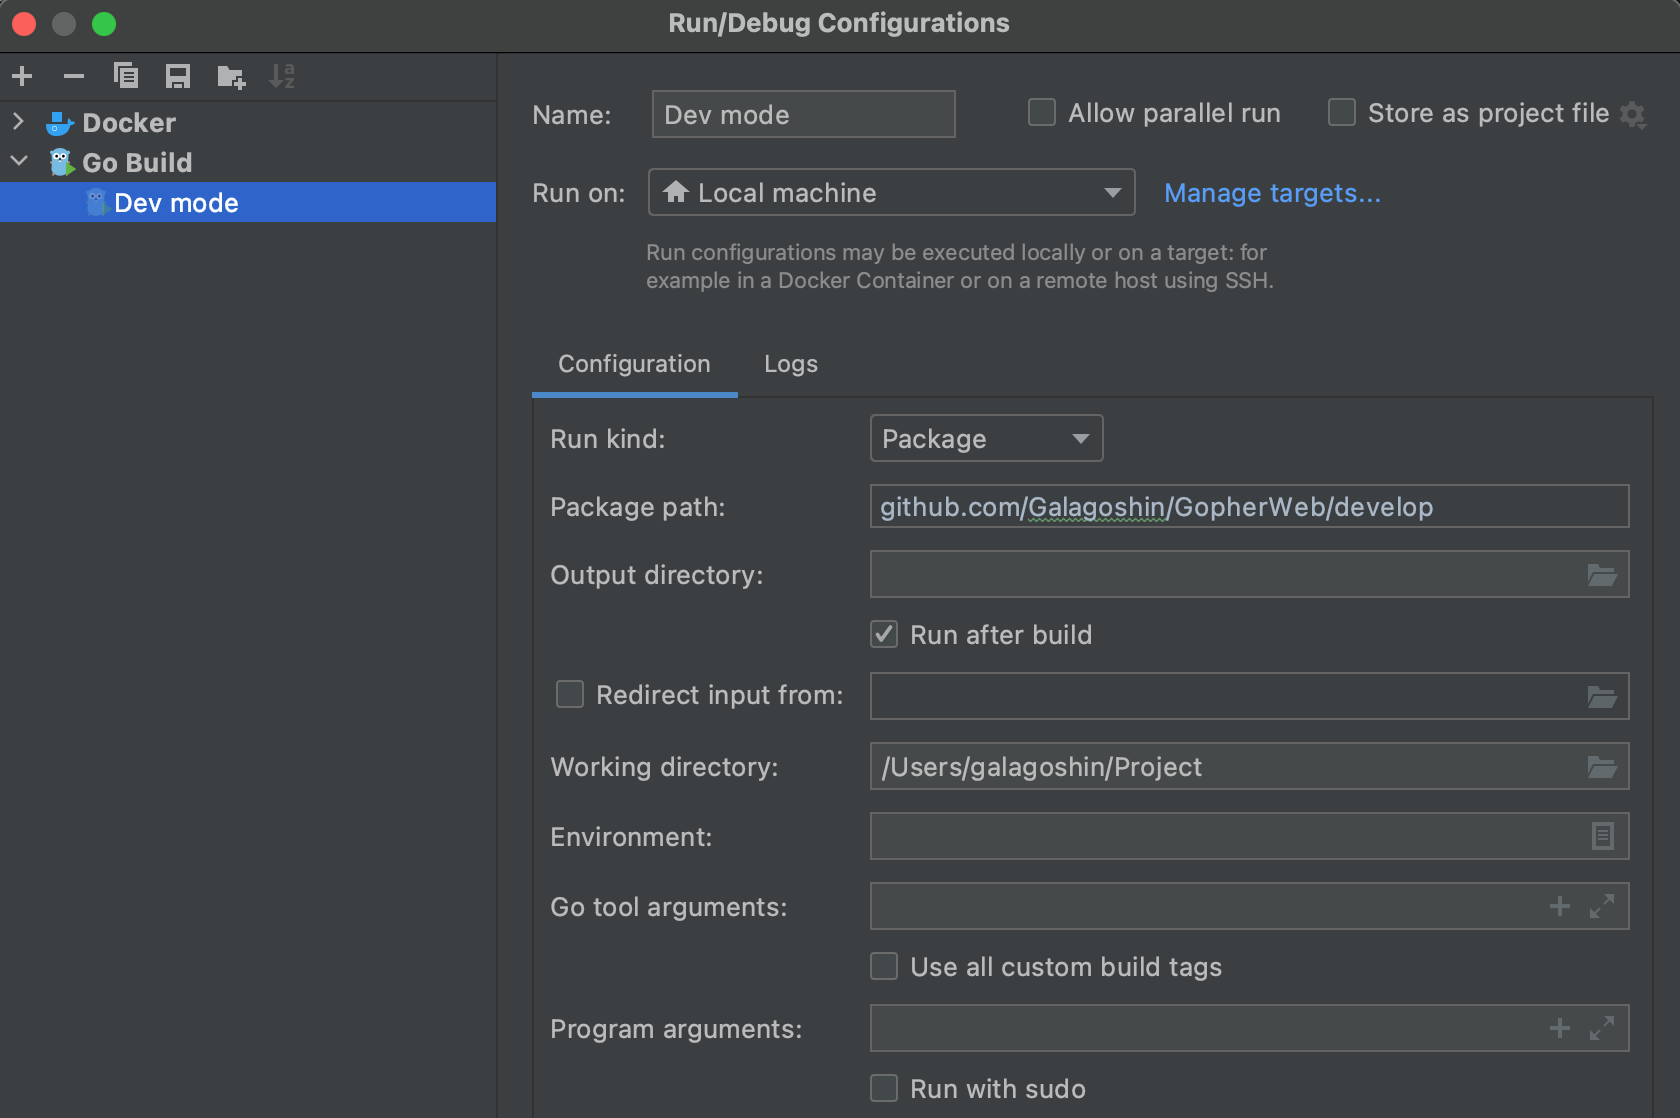 Run/Debug Configurations
Docker
Go Build
Dev mode
Name:
Dev mode
Allow parallel run
Store as project file
Run on:
Local machine
Manage targets...
Run configurations may be executed locally or on a target: for
example in a Docker Container or on a remote host using SSH.
Configuration
Logs
Run kind:
Package
Package path:
github.com/Galagoshin/GopherWeb/develop
Output directory:
Run after build
Redirect input from:
Working directory:
/Users/galagoshin/Project
Environment:
Go tool arguments:
Use all custom build tags
Program arguments:
Run with sudo